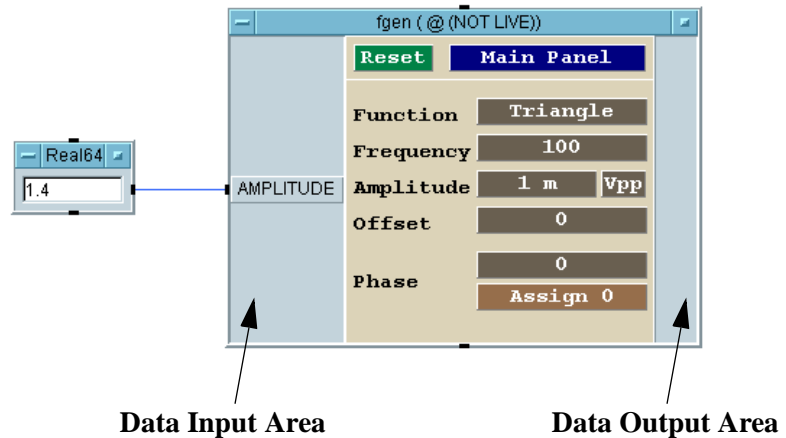 fgen ( @ (NOT LIVE))
Reset Main Panel
Function Triangle
Real64
Frequency 100
1.4
AMPLITUDE
Amplitude 1 m Vpp
Offset 0
Phase
0
Assign 0
Data Input Area Data Output Area